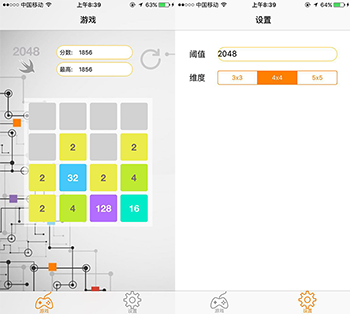 中国移动 上午8:39 63%
游戏
2048
分数: 1856
最高: 1856
2 2
2 32 2 4
2 4 128 16
游戏 设置
中国移动 上午8:39 64%
设置
阈值 2048
维度 3x3 4x4 5x5
游戏 设置